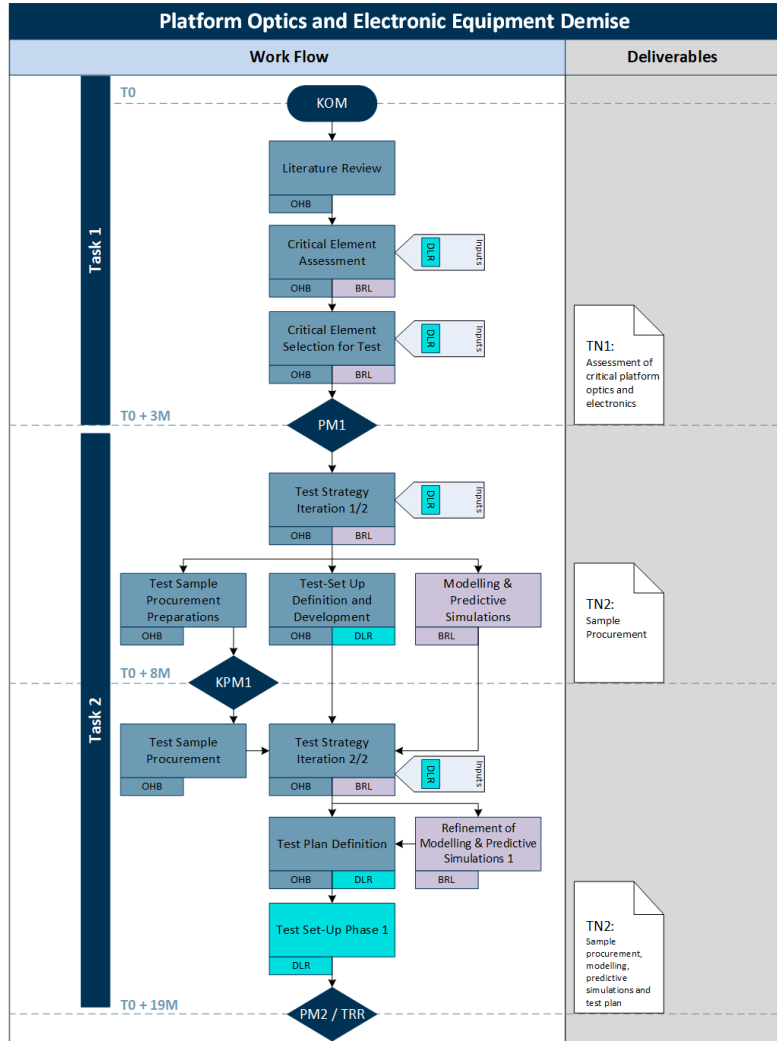 Platform Optics and Electronic Equipment Demise
Work Flow
Deliverables
Task 1
T0
KOM
Literature Review
OHB
Critical Element
Assessment
OHB
BRL
Inputs
DLR
Critical Element
Selection for Test
OHB
BRL
Inputs
DLR
TN1:
Assessment of
critical platform
optics and
electronics
T0 + 3M
PM1
Task 2
Test Strategy
Iteration 1/2
OHB
BRL
Inputs
DLR
Test Sample
Procurement
Preparations
OHB
Test-Set Up
Definition and
Development
OHB
DLR
Modelling &
Predictive
Simulations
BRL
TN2:
Sample
Procurement
T0 + 8M
KPM1
Test Sample
Procurement
OHB
Test Strategy
Iteration 2/2
OHB
BRL
Inputs
DLR
Test Plan Definition
OHB
DLR
Refinement of
Modelling & Predictive
Simulations 1
BRL
Test Set-Up Phase 1
DLR
TN2:
Sample
procurement,
modelling,
predictive
simulations and
test plan
T0 + 19M
PM2 / TRR